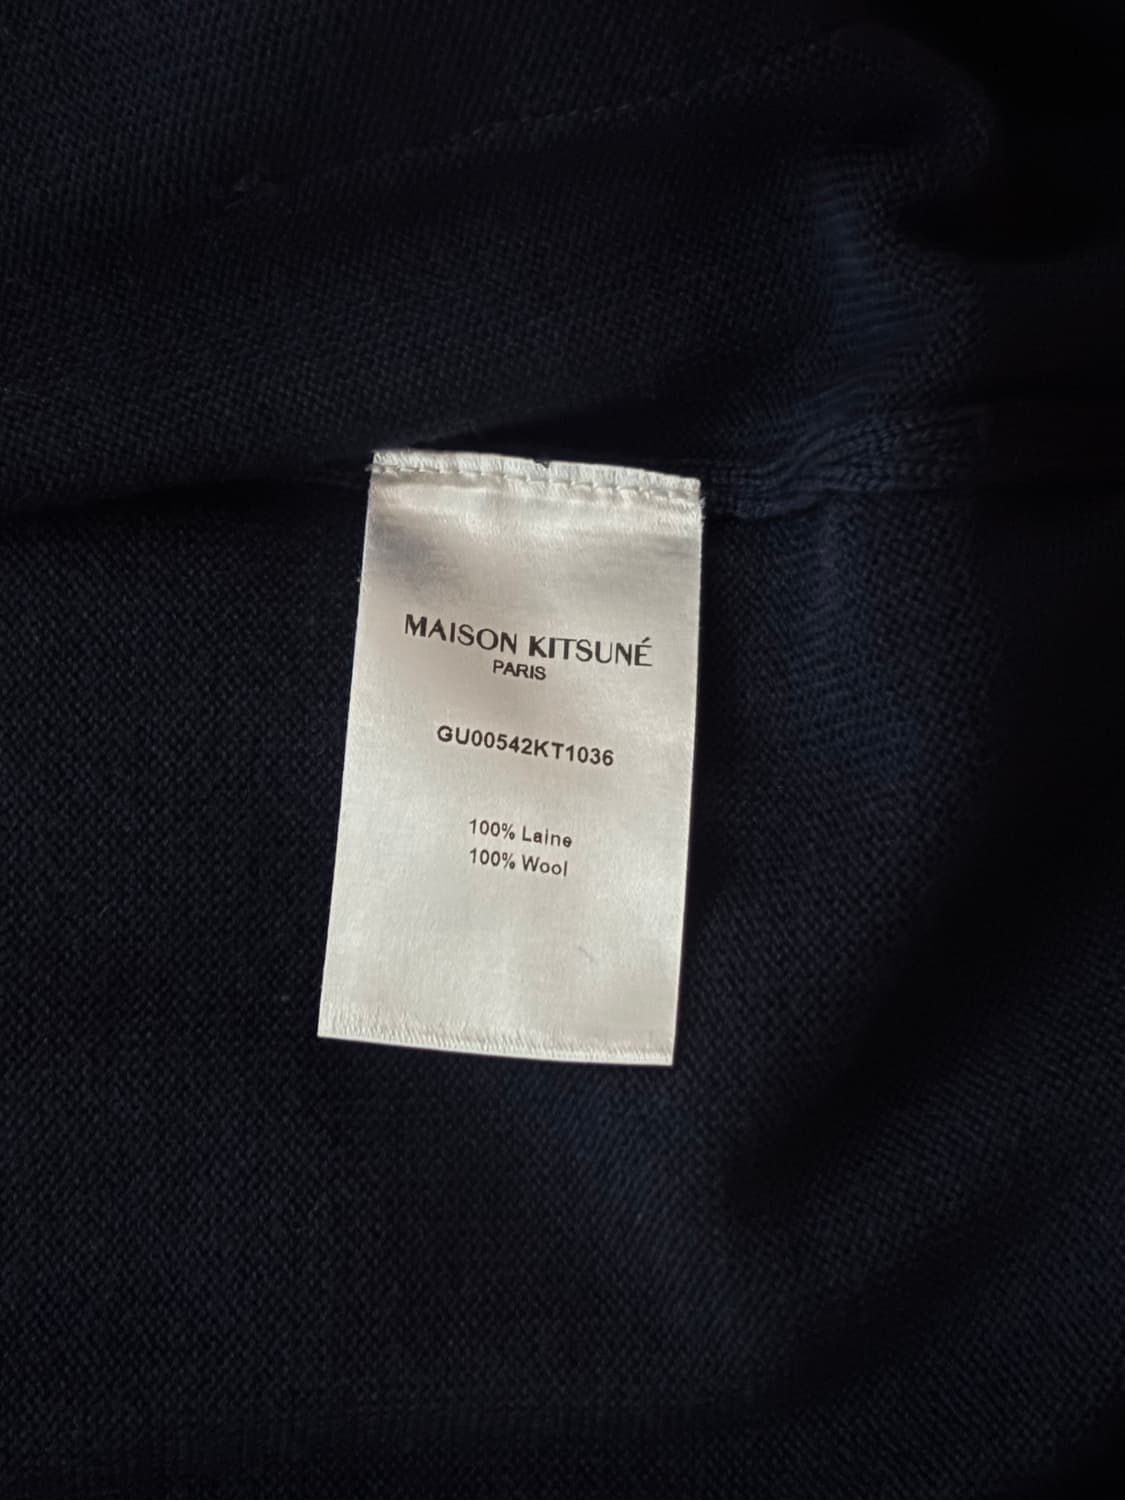 MAISON KITSUNÉ
PARIS
GU00542KT1036
100% Laine
100% Wool